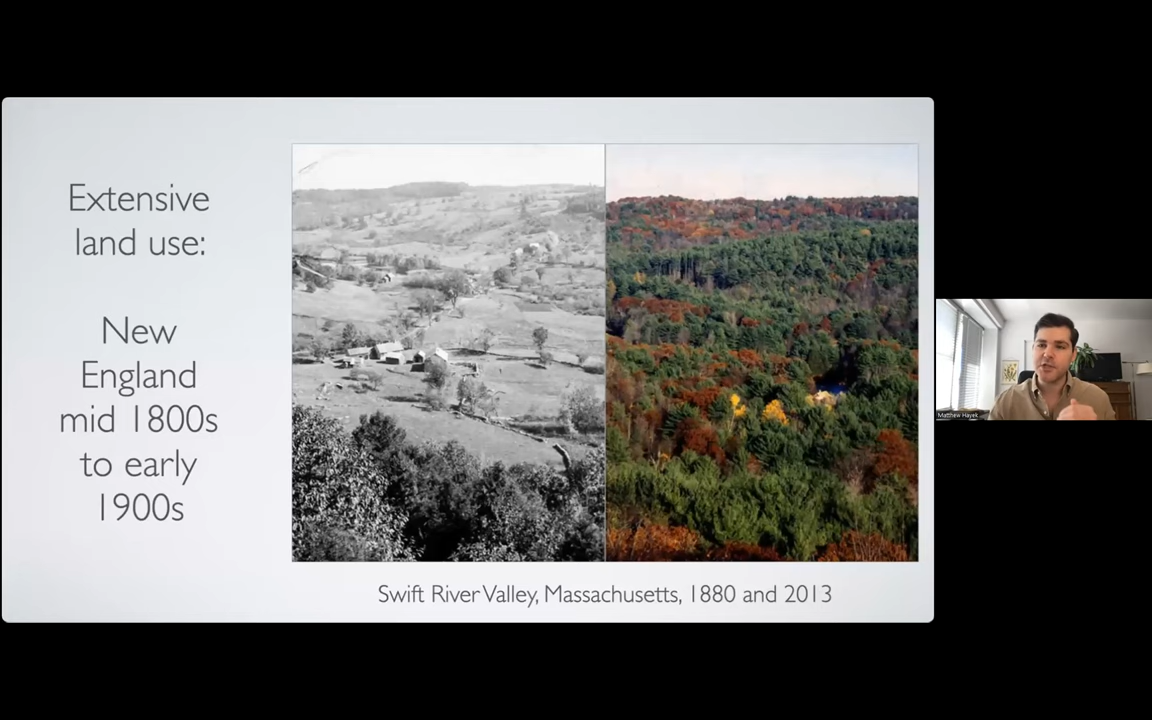 Extensive
land use:
New
England
mid 1800s
to early
1900s
Swift River Valley, Massachusetts, 1880 and 2013
Matthew Hayek